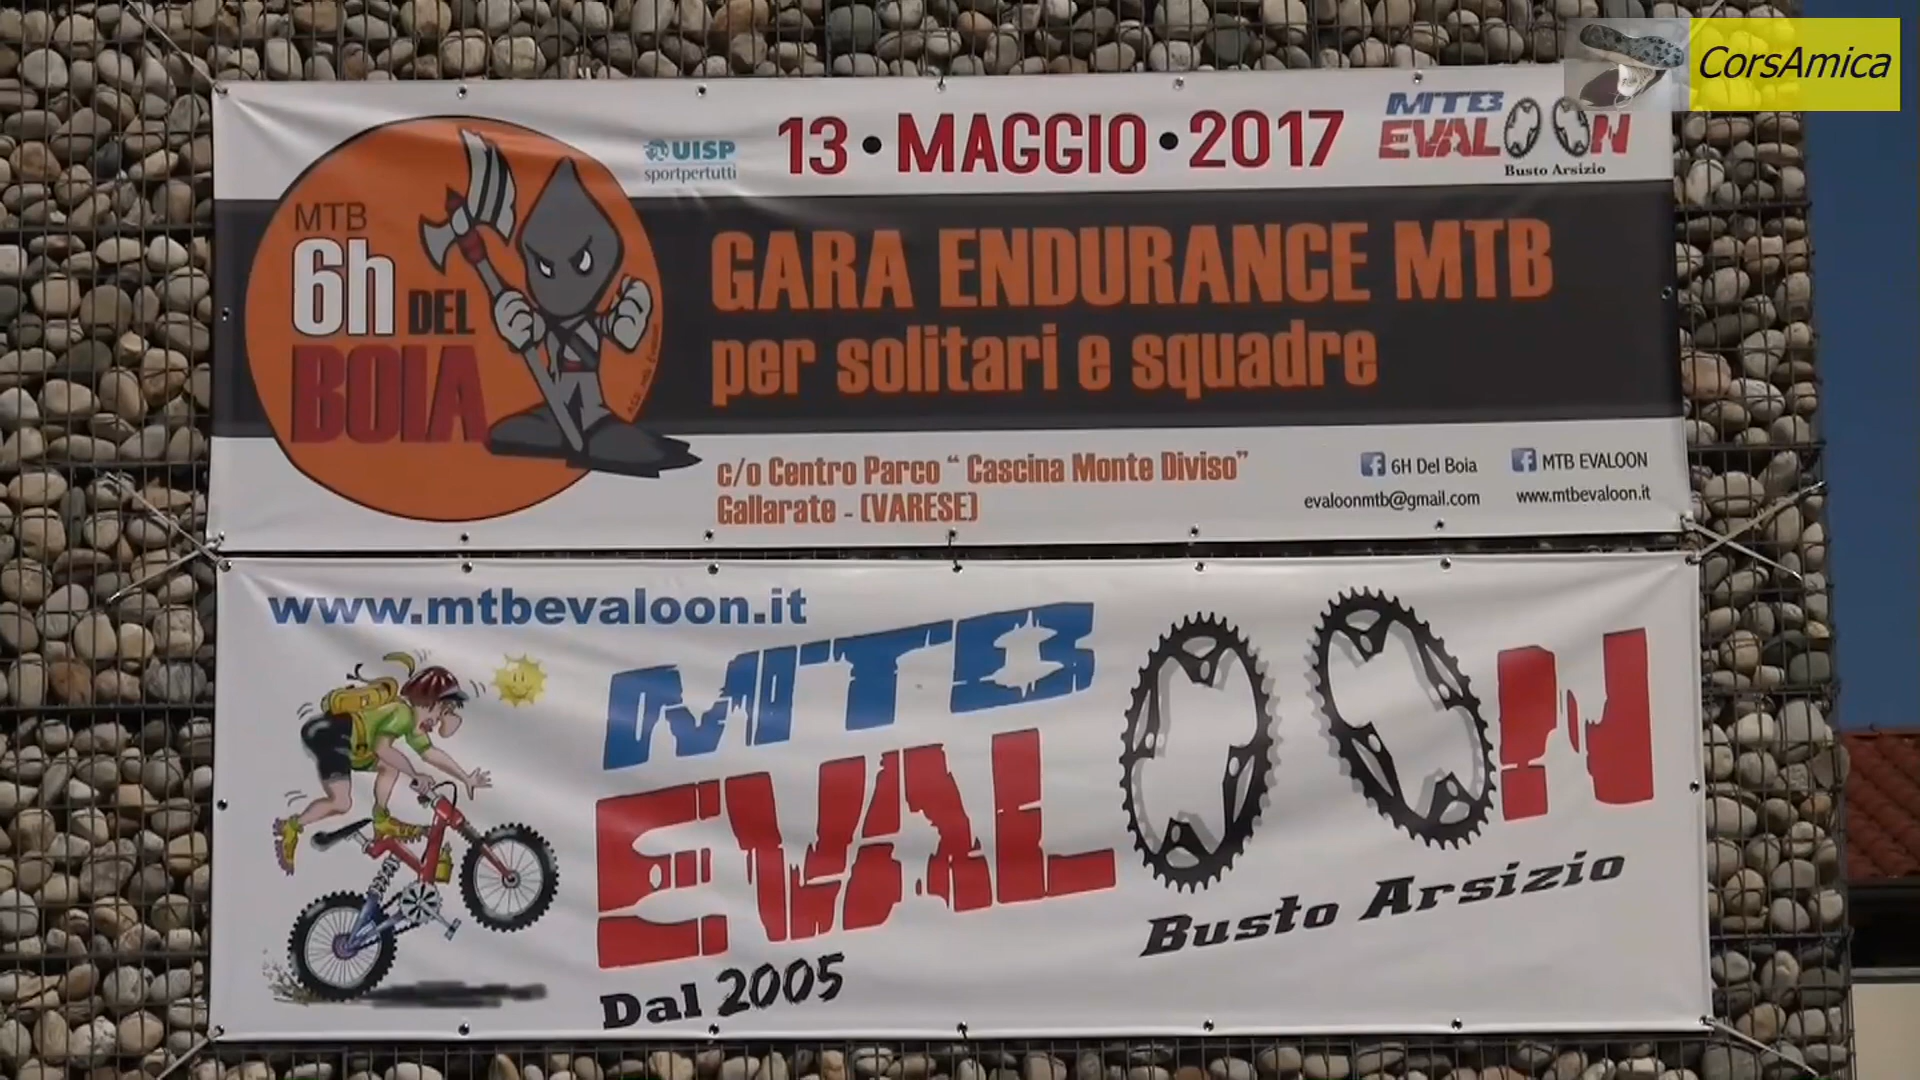 CorsAmica
UISP
sportpertutti
13 • MAGGIO • 2017
MTB
EVALOON
Busto Arsizio
MTB
6h DEL
BOIA
GARA ENDURANCE MTB
per solitari e squadre
c/o Centro Parco “ Cascina Monte Diviso”
Gallarate - (VARESE)
6H Del Boia
MTB EVALOON
evaloonmtb@gmail.com
www.mtbevaloon.it
www.mtbevaloon.it
MTB
EVALOON
Busto Arsizio
Dal 2005